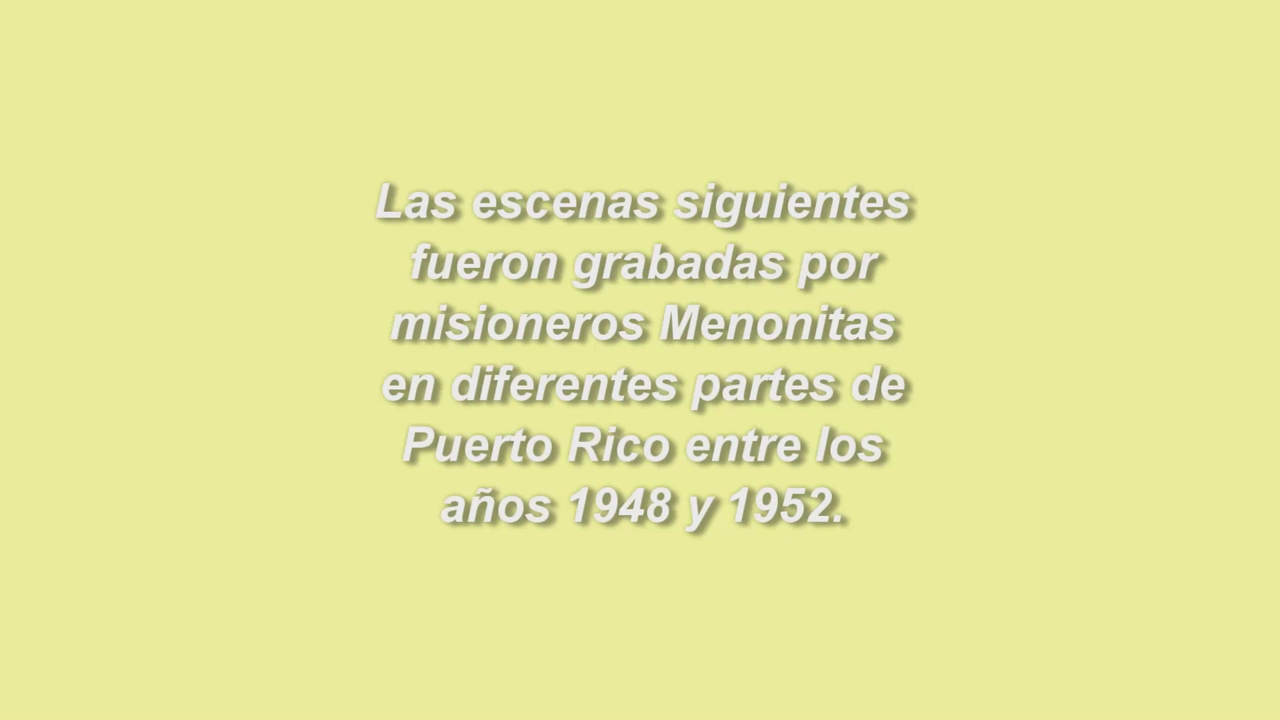 Las escenas siguientes
fueron grabadas por
misioneros Menonitas
en diferentes partes de
Puerto Rico entre los
años 1948 y 1952.